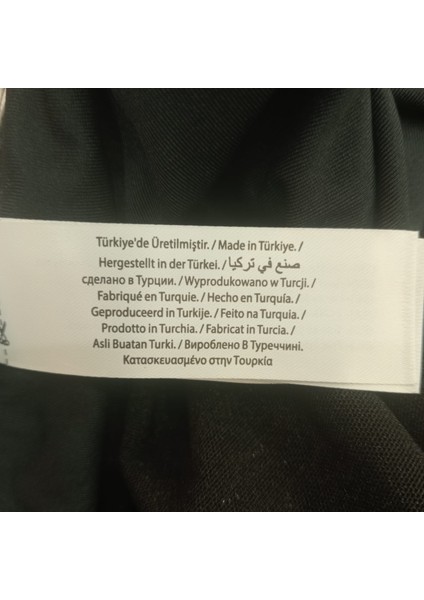 Türkiye'de Üretilmiştir. / Made in Türkiye. /
Hergestellt in der Türkei. / صنع في تركيا /
сделано в Турции. / Wyprodukowano w Turcji. /
Fabriqué en Turquie. / Hecho en Turquía. /
Geproduceerd in Turkije. / Feito na Turquia. /
Prodotto in Turchia. / Fabricat in Turcia. /
Asli Buatan Turki. / Вироблено В Туреччині.
Κατασκευασμένο στην Τουρκία